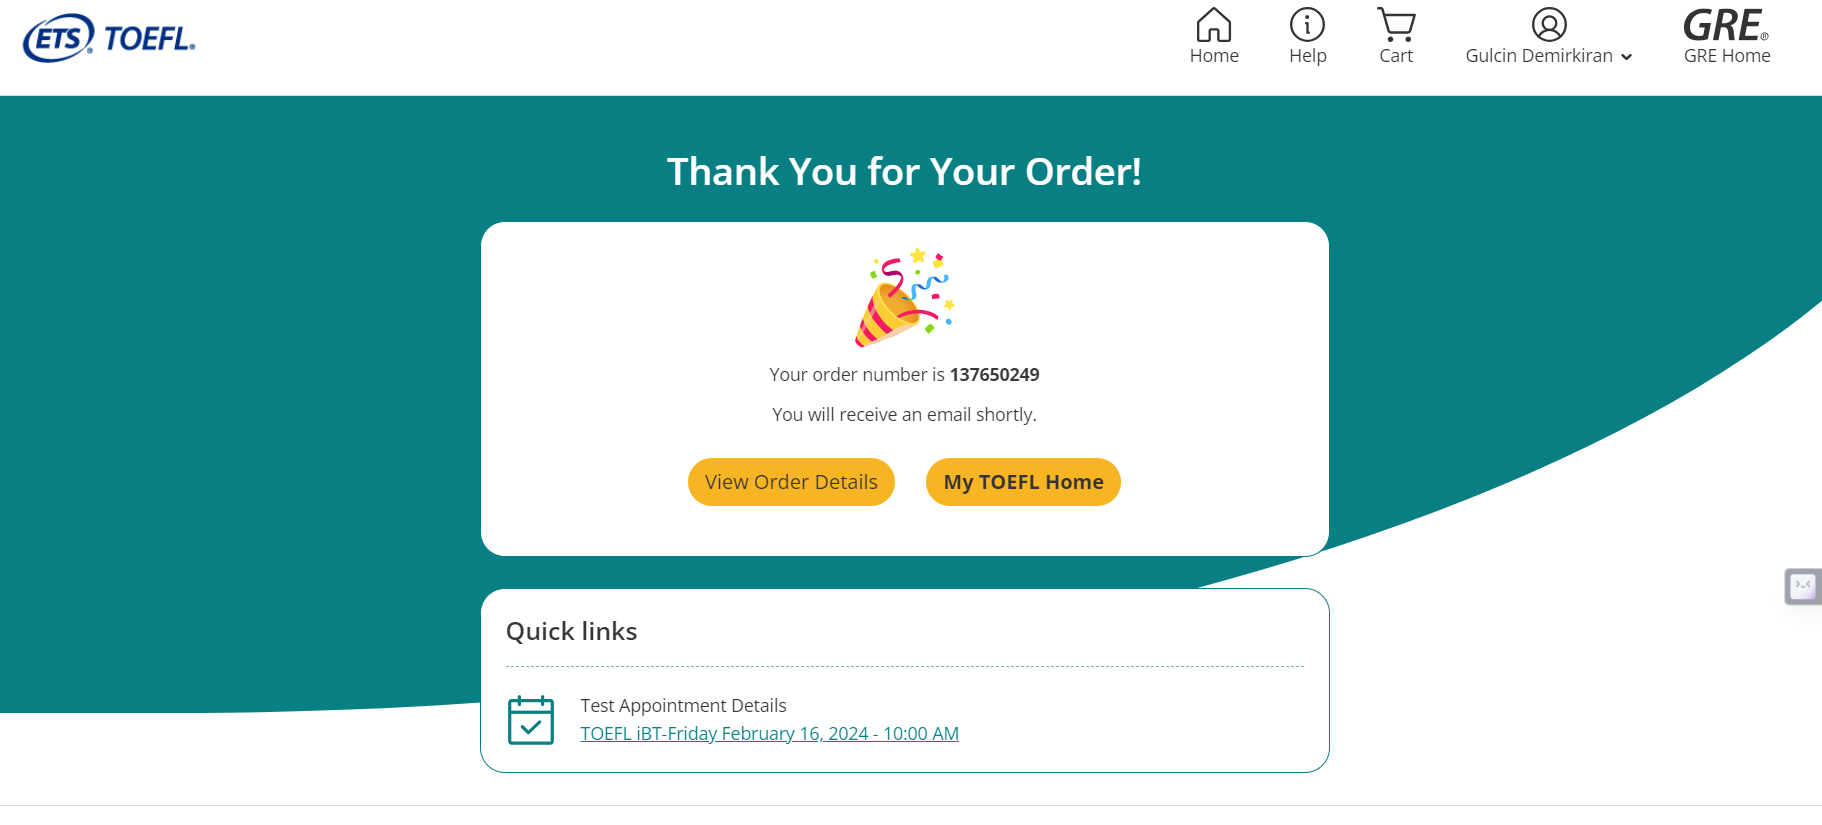 ETS® TOEFL®
Home
Help
Cart
Gulcin Demirkiran
GRE®
GRE Home
Thank You for Your Order!
Your order number is 137650249
You will receive an email shortly.
View Order Details
My TOEFL Home
Quick links
Test Appointment Details
TOEFL iBT-Friday February 16, 2024 - 10:00 AM